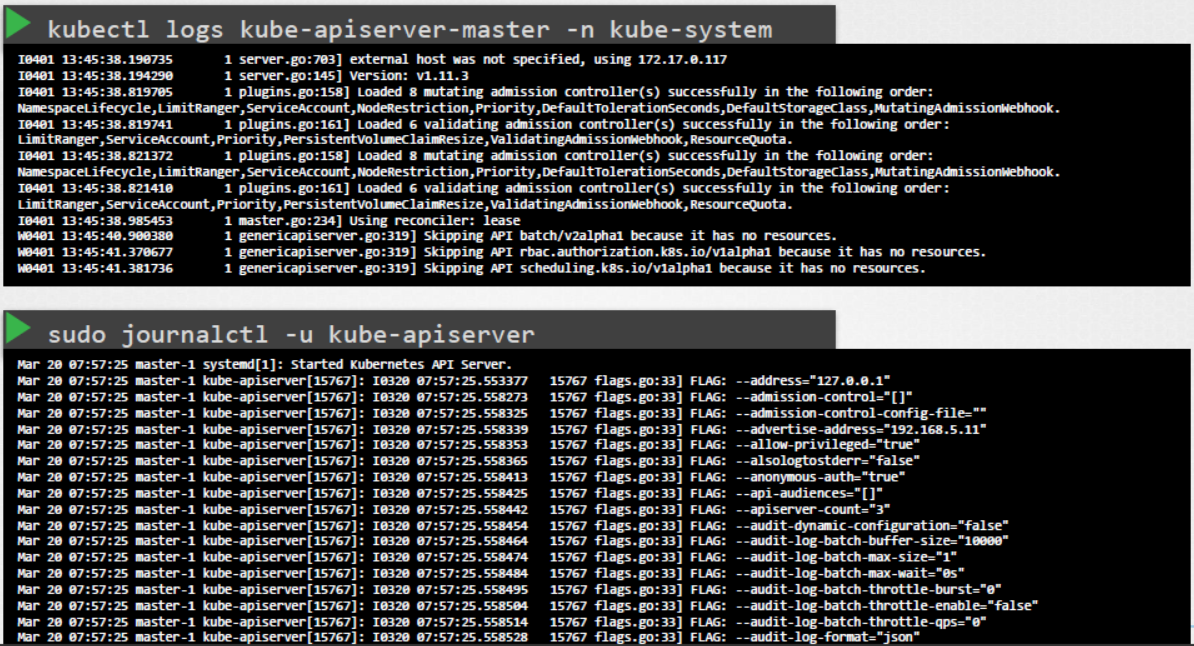 kubectl logs kube-apiserver-master -n kube-system
I0401 13:45:38.190735 1 server.go:703] external host was not specified, using 172.17.0.117
I0401 13:45:38.194290 1 server.go:145] Version: v1.11.3
I0401 13:45:38.819705 1 plugins.go:158] Loaded 8 mutating admission controller(s) successfully in the following order:
NamespaceLifecycle,LimitRanger,ServiceAccount,NodeRestriction,Priority,DefaultTolerationSeconds,DefaultStorageClass,MutatingAdmissionWebhook.
I0401 13:45:38.819741 1 plugins.go:161] Loaded 6 validating admission controller(s) successfully in the following order:
LimitRanger,ServiceAccount,Priority,PersistentVolumeClaimResize,ValidatingAdmissionWebhook,ResourceQuota.
I0401 13:45:38.821372 1 plugins.go:158] Loaded 8 mutating admission controller(s) successfully in the following order:
NamespaceLifecycle,LimitRanger,ServiceAccount,NodeRestriction,Priority,DefaultTolerationSeconds,DefaultStorageClass,MutatingAdmissionWebhook.
I0401 13:45:38.821410 1 plugins.go:161] Loaded 6 validating admission controller(s) successfully in the following order:
LimitRanger,ServiceAccount,Priority,PersistentVolumeClaimResize,ValidatingAdmissionWebhook,ResourceQuota.
I0401 13:45:38.985453 1 master.go:234] Using reconciler: lease
W0401 13:45:40.900380 1 genericapiserver.go:319] Skipping API batch/v2alpha1 because it has no resources.
W0401 13:45:41.370677 1 genericapiserver.go:319] Skipping API rbac.authorization.k8s.io/v1alpha1 because it has no resources.
W0401 13:45:41.381736 1 genericapiserver.go:319] Skipping API scheduling.k8s.io/v1alpha1 because it has no resources.
sudo journalctl -u kube-apiserver
Mar 20 07:57:25 master-1 systemd[1]: Started Kubernetes API Server.
Mar 20 07:57:25 master-1 kube-apiserver[15767]: I0320 07:57:25.553377 15767 flags.go:33] FLAG: --address="127.0.0.1"
Mar 20 07:57:25 master-1 kube-apiserver[15767]: I0320 07:57:25.558273 15767 flags.go:33] FLAG: --admission-control="[]"
Mar 20 07:57:25 master-1 kube-apiserver[15767]: I0320 07:57:25.558325 15767 flags.go:33] FLAG: --admission-control-config-file=""
Mar 20 07:57:25 master-1 kube-apiserver[15767]: I0320 07:57:25.558339 15767 flags.go:33] FLAG: --advertise-address="192.168.5.11"
Mar 20 07:57:25 master-1 kube-apiserver[15767]: I0320 07:57:25.558353 15767 flags.go:33] FLAG: --allow-privileged="true"
Mar 20 07:57:25 master-1 kube-apiserver[15767]: I0320 07:57:25.558365 15767 flags.go:33] FLAG: --alsologtostderr="false"
Mar 20 07:57:25 master-1 kube-apiserver[15767]: I0320 07:57:25.558413 15767 flags.go:33] FLAG: --anonymous-auth="true"
Mar 20 07:57:25 master-1 kube-apiserver[15767]: I0320 07:57:25.558425 15767 flags.go:33] FLAG: --api-audiences="[]"
Mar 20 07:57:25 master-1 kube-apiserver[15767]: I0320 07:57:25.558442 15767 flags.go:33] FLAG: --apiserver-count="3"
Mar 20 07:57:25 master-1 kube-apiserver[15767]: I0320 07:57:25.558454 15767 flags.go:33] FLAG: --audit-dynamic-configuration="false"
Mar 20 07:57:25 master-1 kube-apiserver[15767]: I0320 07:57:25.558464 15767 flags.go:33] FLAG: --audit-log-batch-buffer-size="10000"
Mar 20 07:57:25 master-1 kube-apiserver[15767]: I0320 07:57:25.558474 15767 flags.go:33] FLAG: --audit-log-batch-max-size="1"
Mar 20 07:57:25 master-1 kube-apiserver[15767]: I0320 07:57:25.558484 15767 flags.go:33] FLAG: --audit-log-batch-max-wait="0s"
Mar 20 07:57:25 master-1 kube-apiserver[15767]: I0320 07:57:25.558495 15767 flags.go:33] FLAG: --audit-log-batch-throttle-burst="0"
Mar 20 07:57:25 master-1 kube-apiserver[15767]: I0320 07:57:25.558504 15767 flags.go:33] FLAG: --audit-log-batch-throttle-enable="false"
Mar 20 07:57:25 master-1 kube-apiserver[15767]: I0320 07:57:25.558514 15767 flags.go:33] FLAG: --audit-log-batch-throttle-qps="0"
Mar 20 07:57:25 master-1 kube-apiserver[15767]: I0320 07:57:25.558528 15767 flags.go:33] FLAG: --audit-log-format="json"